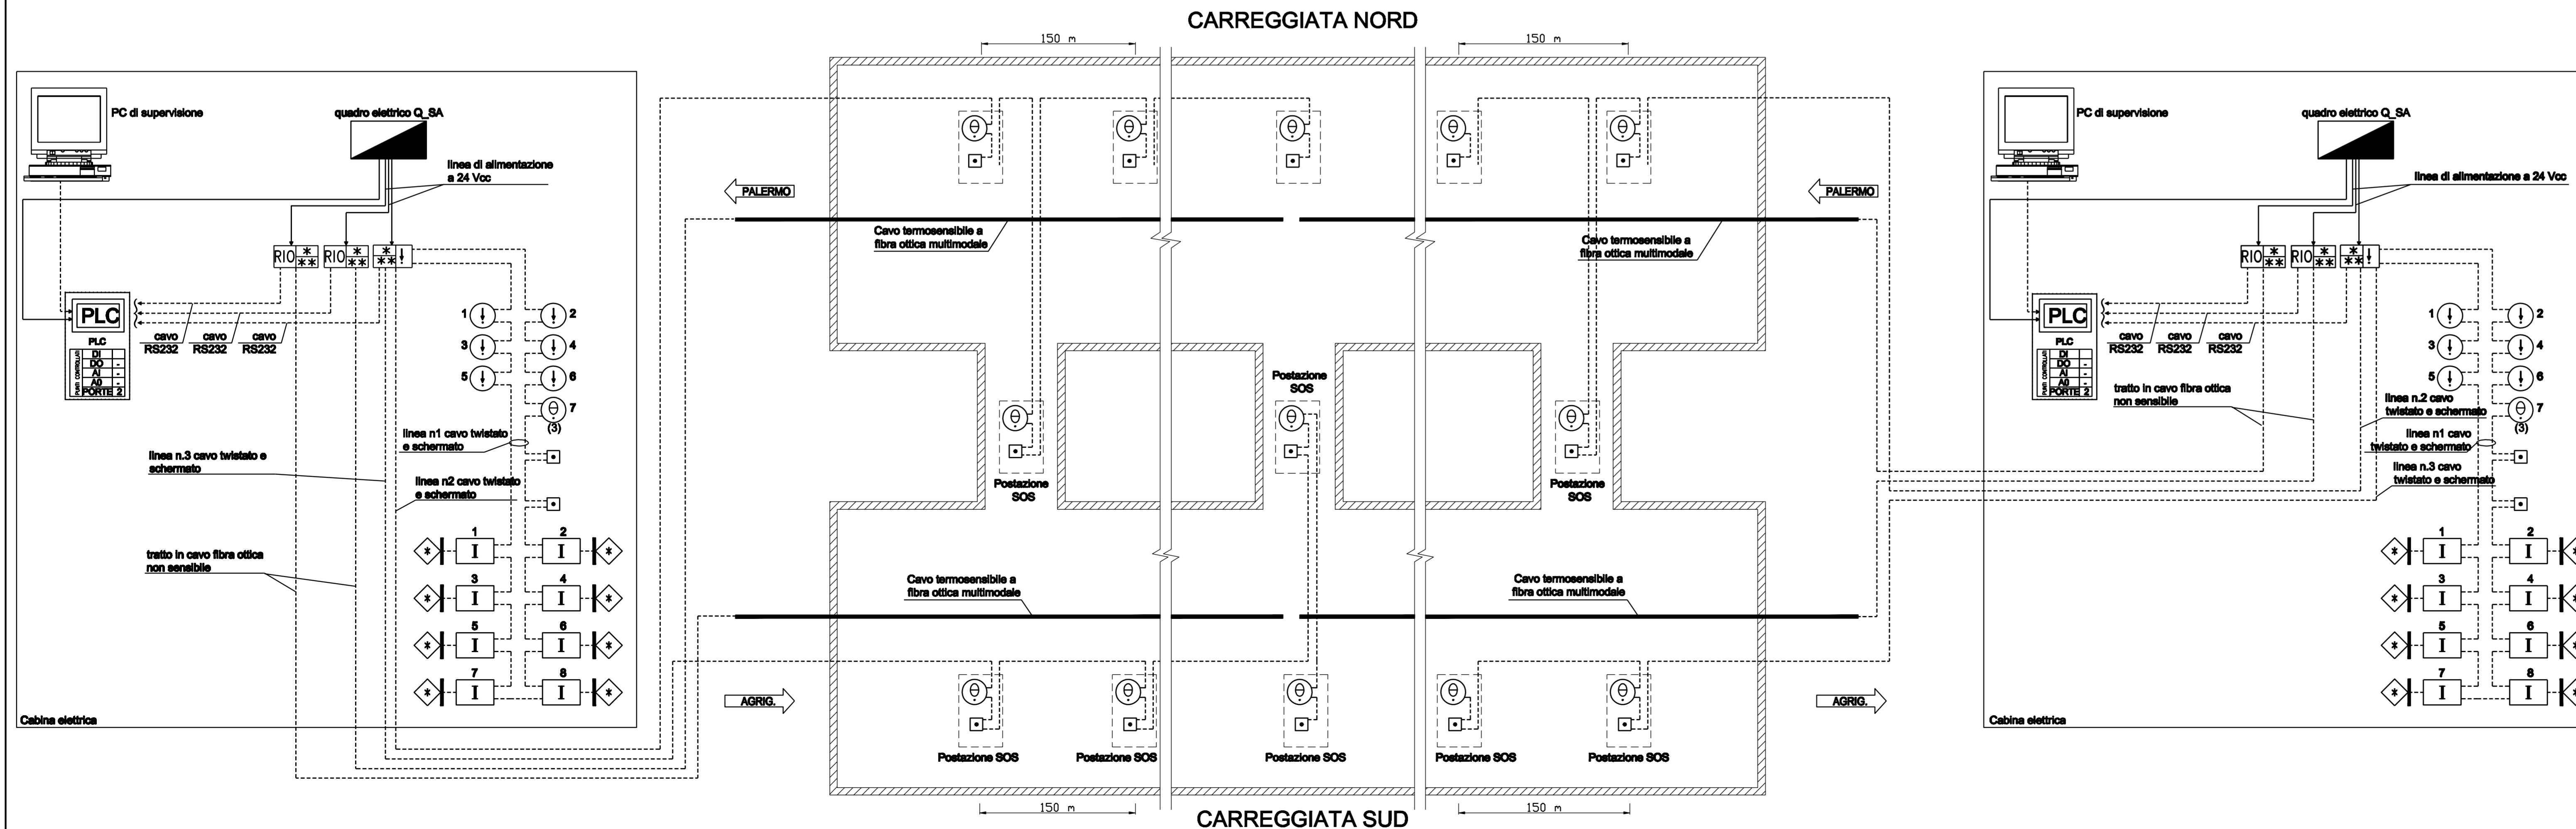 CARREGGIATA NORD
150 m
150 m
PC di supervisione
quadro elettrico Q_SA
linea di alimentazione
a 24 Vcc
RIO
*
**
RIO
*
**
*
**
PLC
PLC
PUNTI CONTROLLATI
DI
DO -
AI -
A0 -
PORTE 2
cavo
RS232
cavo
RS232
cavo
RS232
1
2
3
4
5
6
7
(3)
linea n1 cavo twistato
e schermato
linea n.3 cavo twistato e
schermato
linea n2 cavo twistato
e schermato
tratto in cavo fibra ottica
non sensibile
1
2
* I I *
3
4
* I I *
5
6
* I I *
7
8
* I I *
Cabina elettrica
PALERMO
PALERMO
Cavo termosensibile a
fibra ottica multimodale
Cavo termosensibile a
fibra ottica multimodale
Postazione
SOS
Postazione
SOS
Postazione
SOS
Cavo termosensibile a
fibra ottica multimodale
Cavo termosensibile a
fibra ottica multimodale
AGRIG.
AGRIG.
Postazione SOS
Postazione SOS
Postazione SOS
Postazione SOS
Postazione SOS
150 m
150 m
CARREGGIATA SUD
PC di supervisione
quadro elettrico Q_SA
linea di alimentazione a 24 Vcc
RIO
*
**
RIO
*
**
*
**
PLC
PLC
PUNTI CONTROLLATI
DI
DO -
AI -
A0 -
PORTE 2
cavo
RS232
cavo
RS232
cavo
RS232
1
2
3
4
5
6
7
(3)
tratto in cavo fibra ottica
non sensibile
linea n.2 cavo
twistato e schermato
linea n1 cavo
twistato e schermato
linea n.3 cavo
twistato e schermato
1
2
* I I *
3
4
* I I *
5
6
* I I *
7
8
* I I *
Cabina elettrica